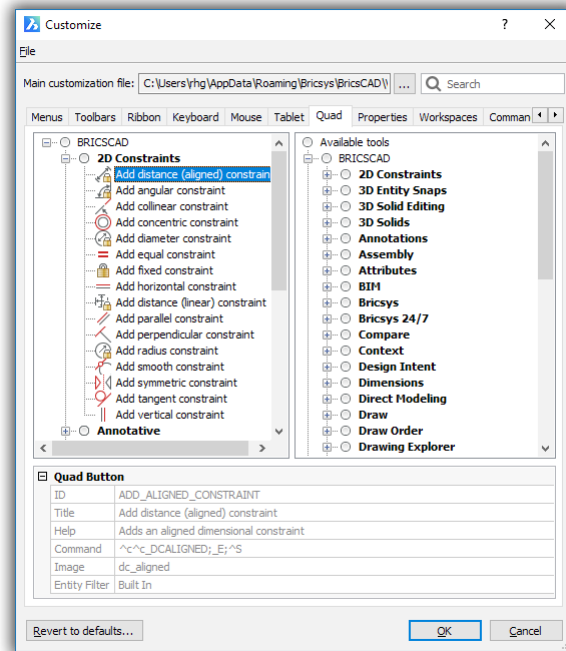 Customize
File
Main customization file: C:\Users\rhg\AppData\Roaming\Bricsys\BricsCAD\ ... Search
Menus Toolbars Ribbon Keyboard Mouse Tablet Quad Properties Workspaces Comman
BRICSCAD
2D Constraints
Add distance (aligned) constrain
Add angular constraint
Add collinear constraint
Add concentric constraint
Add diameter constraint
Add equal constraint
Add fixed constraint
Add horizontal constraint
Add distance (linear) constraint
Add parallel constraint
Add perpendicular constraint
Add radius constraint
Add smooth constraint
Add symmetric constraint
Add tangent constraint
Add vertical constraint
Annotative
Available tools
BRICSCAD
2D Constraints
3D Entity Snaps
3D Solid Editing
3D Solids
Annotations
Assembly
Attributes
BIM
Bricsys
Bricsys 24/7
Compare
Context
Design Intent
Dimensions
Direct Modeling
Draw
Draw Order
Drawing Explorer
Quad Button
ID ADD_ALIGNED_CONSTRAINT
Title Add distance (aligned) constraint
Help Adds an aligned dimensional constraint
Command ^c^c_DCALIGNED;_E;^S
Image dc_aligned
Entity Filter Built In
Revert to defaults... OK Cancel